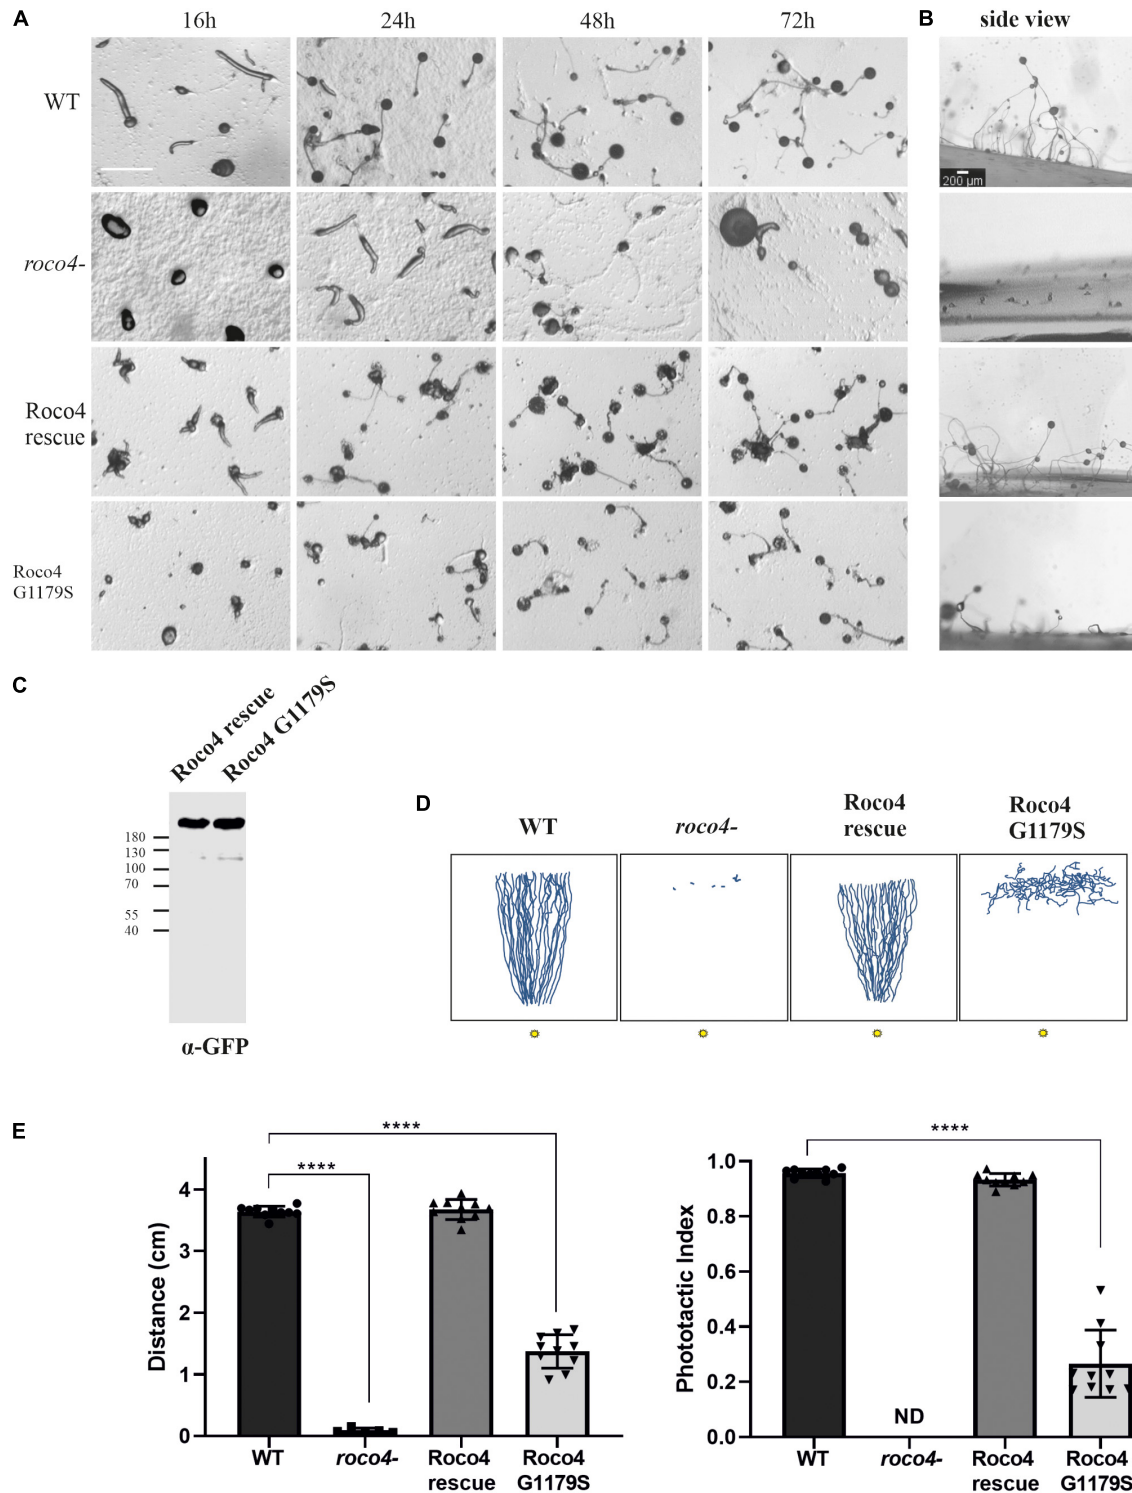 A
16h
24h
48h
72h
B
side view
WT
200 µm
roco4-
Roco4
rescue
Roco4
G1179S
C
Roco4 rescue
Roco4 G1179S
180
130
100
70
55
40
α-GFP
D
WT
roco4-
Roco4
rescue
Roco4
G1179S
E
****
****
Distance (cm)
4
3
2
1
0
WT
roco4-
Roco4
rescue
Roco4
G1179S
****
Phototactic Index
1.0
0.8
0.6
0.4
0.2
0.0
ND
WT
roco4-
Roco4
rescue
Roco4
G1179S